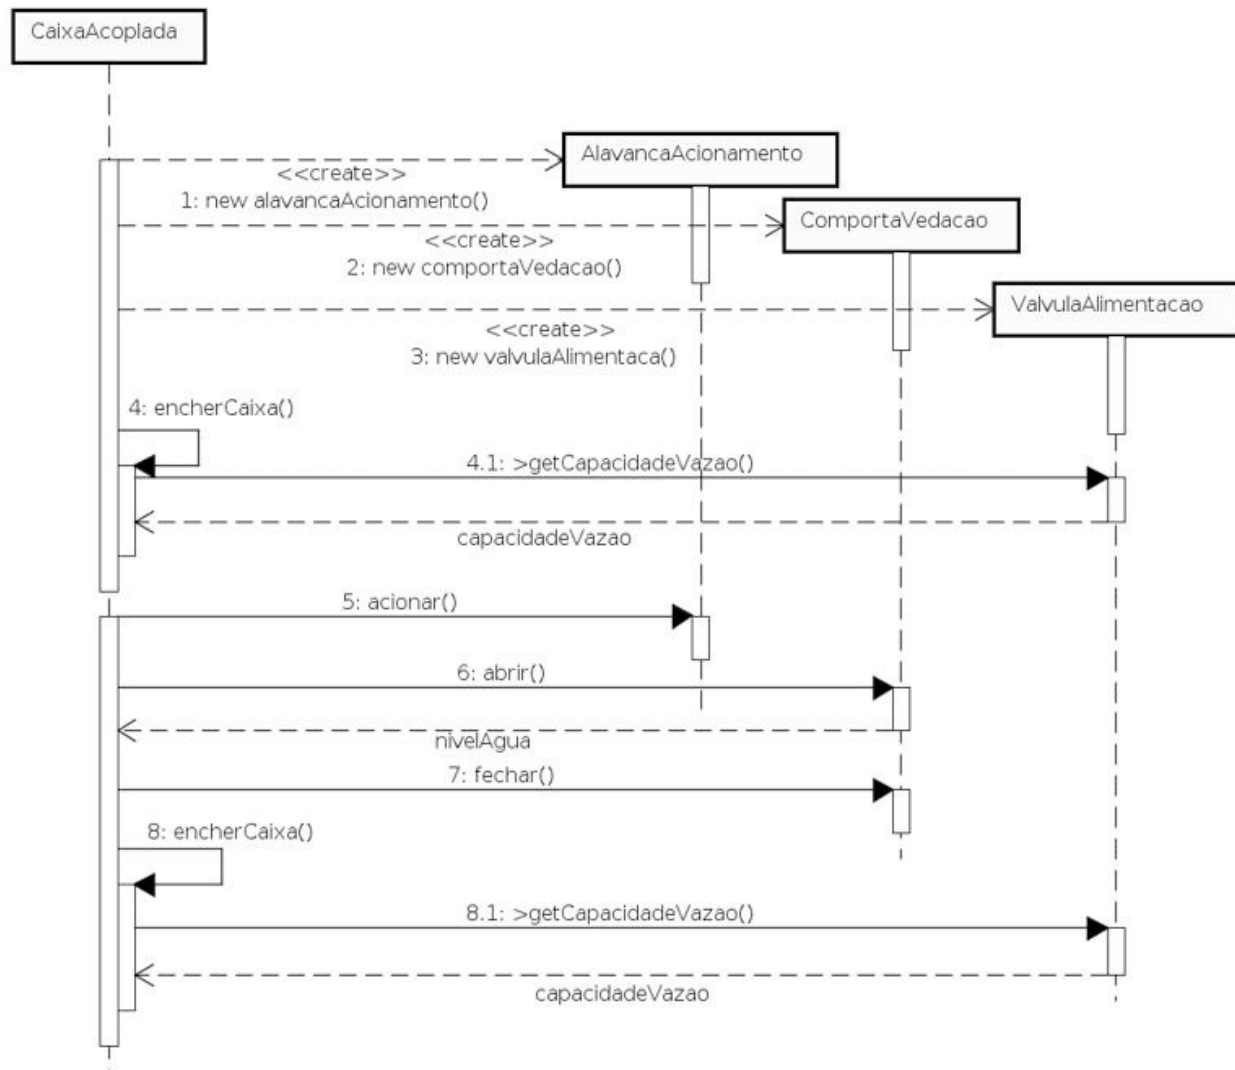 CaixaAcoplada
AlavancaAcionamento
<<create>>
1: new alavancaAcionamento()
ComportaVedacao
<<create>>
2: new comportaVedacao()
ValvulaAlimentacao
<<create>>
3: new valvulaAlimentaca()
4: encherCaixa()
4.1: >getCapacidadeVazao()
capacidadeVazao
5: acionar()
6: abrir()
nivelAgua
7: fechar()
8: encherCaixa()
8.1: >getCapacidadeVazao()
capacidadeVazao